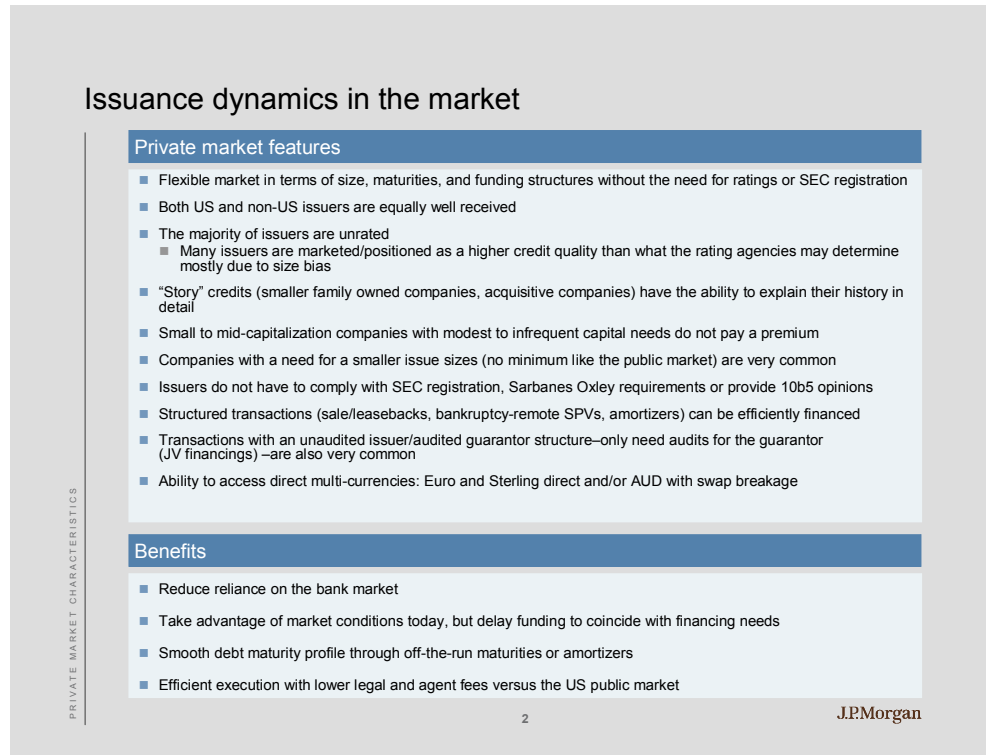 Issuance dynamics in the market
Private market features
Flexible market in terms of size, maturities, and funding structures without the need for ratings or SEC registration
Both US and non-US issuers are equally well received
The majority of issuers are unrated
Many issuers are marketed/positioned as a higher credit quality than what the rating agencies may determine
mostly due to size bias
“Story” credits (smaller family owned companies, acquisitive companies) have the ability to explain their history in
detail
Small to mid-capitalization companies with modest to infrequent capital needs do not pay a premium
Companies with a need for a smaller issue sizes (no minimum like the public market) are very common
Issuers do not have to comply with SEC registration, Sarbanes Oxley requirements or provide 10b5 opinions
Structured transactions (sale/leasebacks, bankruptcy-remote SPVs, amortizers) can be efficiently financed
Transactions with an unaudited issuer/audited guarantor structure–only need audits for the guarantor
(JV financings) –are also very common
Ability to access direct multi-currencies: Euro and Sterling direct and/or AUD with swap breakage
Benefits
Reduce reliance on the bank market
Take advantage of market conditions today, but delay funding to coincide with financing needs
Smooth debt maturity profile through off-the-run maturities or amortizers
Efficient execution with lower legal and agent fees versus the US public market
PRIVATE MARKET CHARACTERISTICS
2
J.P.Morgan